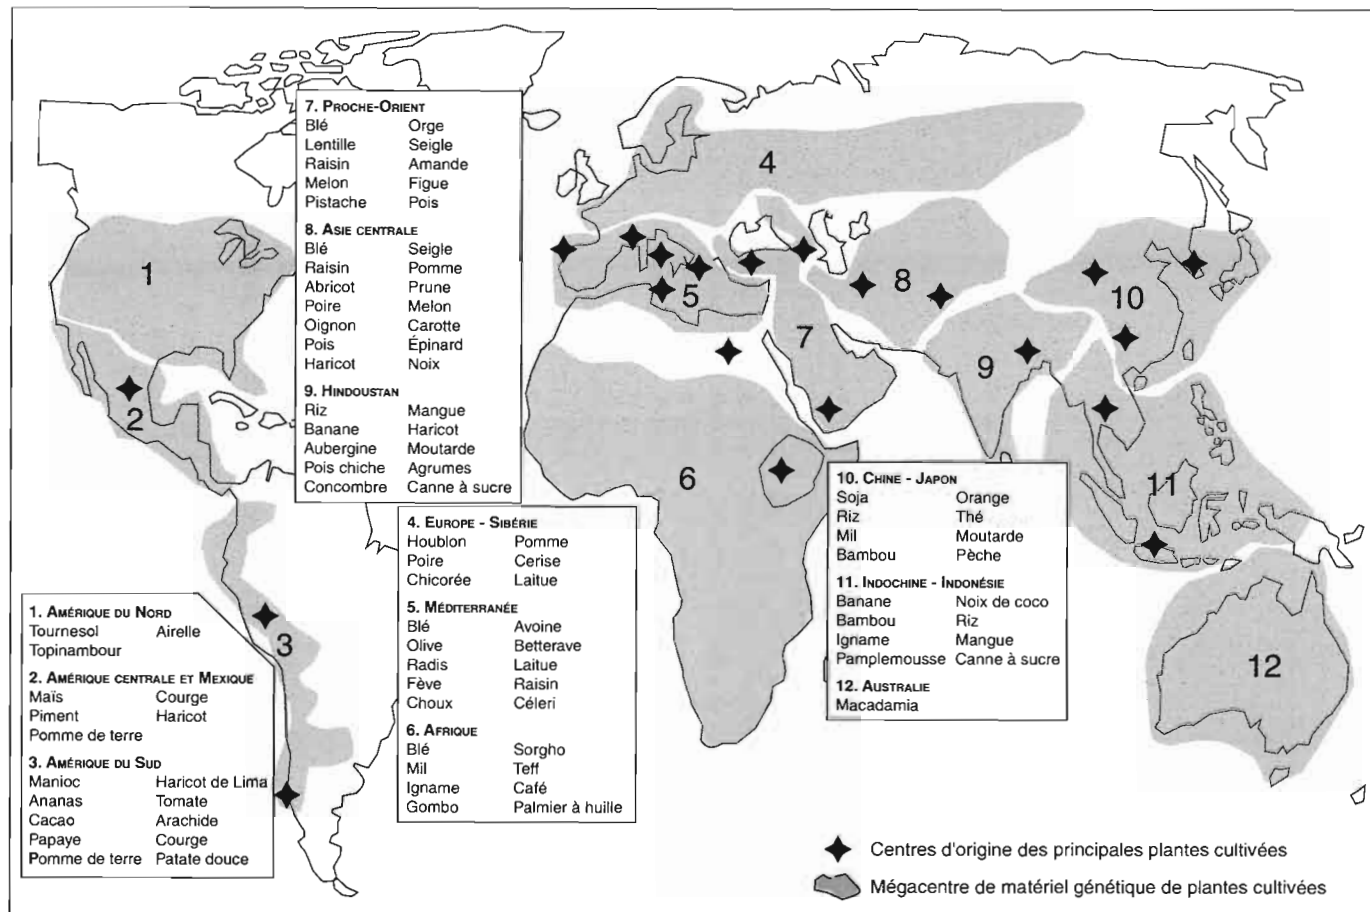 7. PROCHE-ORIENT
Blé Orge
Lentille Seigle
Raisin Amande
Melon Figue
Pistache Pois
8. ASIE CENTRALE
Blé Seigle
Raisin Pomme
Abricot Prune
Poire Melon
Oignon Carotte
Pois Épinard
Haricot Noix
9. HINDOUSTAN
Riz Mangue
Banane Haricot
Aubergine Moutarde
Pois chiche Agrumes
Concombre Canne à sucre
4. EUROPE - SIBÉRIE
Houblon Pomme
Poire Cerise
Chicorée Laitue
5. MÉDITERRANÉE
Blé Avoine
Olive Betterave
Radis Laitue
Fève Raisin
Choux Céleri
6. AFRIQUE
Blé Sorgho
Mil Teff
Igname Café
Gombo Palmier à huille
10. CHINE - JAPON
Soja Orange
Riz Thé
Mil Moutarde
Bambou Pêche
11. INDOCHINE - INDONÉSIE
Banane Noix de coco
Bambou Riz
Igname Mangue
Pamplemousse Canne à sucre
12. AUSTRALIE
Macadamia
1. AMÉRIQUE DU NORD
Tournesol Airelle
Topinambour
2. AMÉRIQUE CENTRALE ET MEXIQUE
Maïs Courge
Piment Haricot
Pomme de terre
3. AMÉRIQUE DU SUD
Manioc Haricot de Lima
Ananas Tomate
Cacao Arachide
Papaye Courge
Pomme de terre Patate douce
1
2
3
4
5
6
7
8
9
10
11
12
Centres d'origine des principales plantes cultivées
Mégacentre de matériel génétique de plantes cultivées